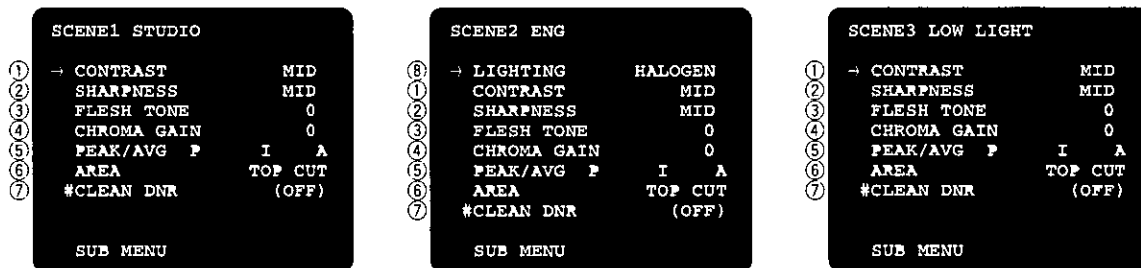 SCENE1 STUDIO
① → CONTRAST MID
② SHARPNESS MID
③ FLESH TONE 0
④ CHROMA GAIN 0
⑤ PEAK/AVG P I A
⑥ AREA TOP CUT
⑦ #CLEAN DNR (OFF)
SUB MENU
SCENE2 ENG
⑧ → LIGHTING HALOGEN
① CONTRAST MID
② SHARPNESS MID
③ FLESH TONE 0
④ CHROMA GAIN 0
⑤ PEAK/AVG P I A
⑥ AREA TOP CUT
⑦ #CLEAN DNR (OFF)
SUB MENU
SCENE3 LOW LIGHT
① → CONTRAST MID
② SHARPNESS MID
③ FLESH TONE 0
④ CHROMA GAIN 0
⑤ PEAK/AVG P I A
⑥ AREA TOP CUT
⑦ #CLEAN DNR (OFF)
SUB MENU